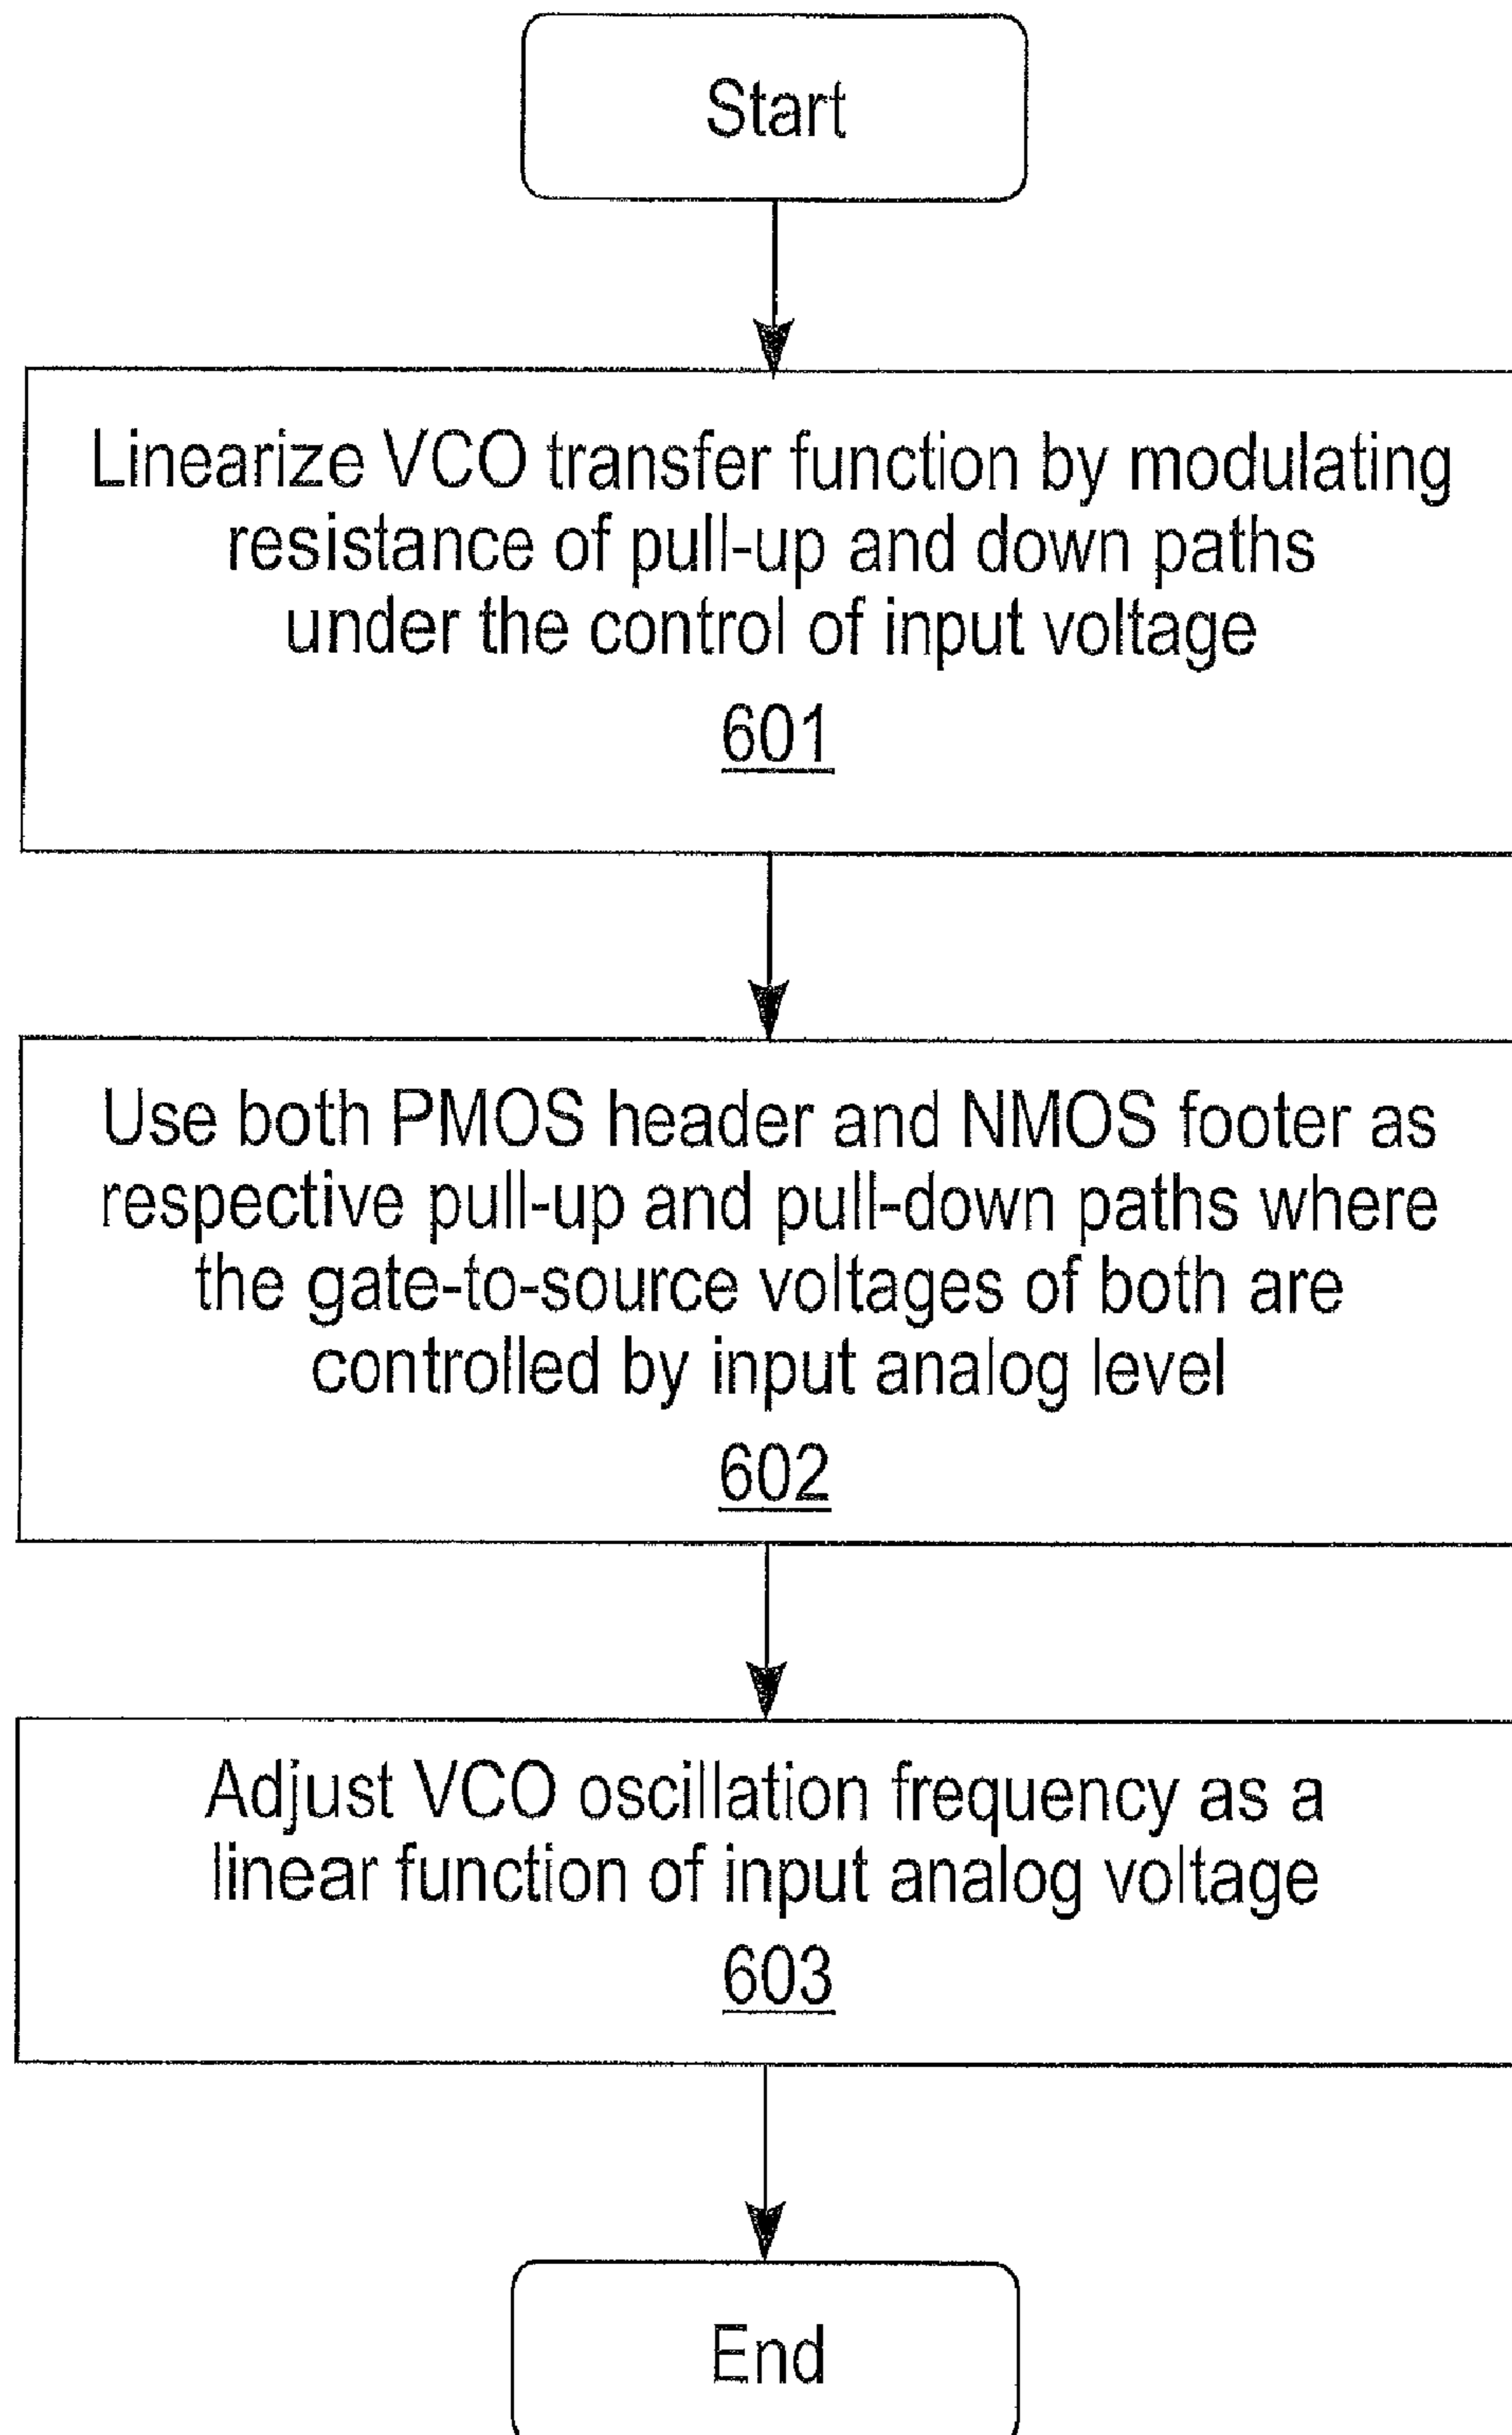 Start
Linearize VCO transfer function by modulating
resistance of pull-up and down paths
under the control of input voltage
601
Use both PMOS header and NMOS footer as
respective pull-up and pull-down paths where
the gate-to-source voltages of both are
controlled by input analog level
602
Adjust VCO oscillation frequency as a
linear function of input analog voltage
603
End